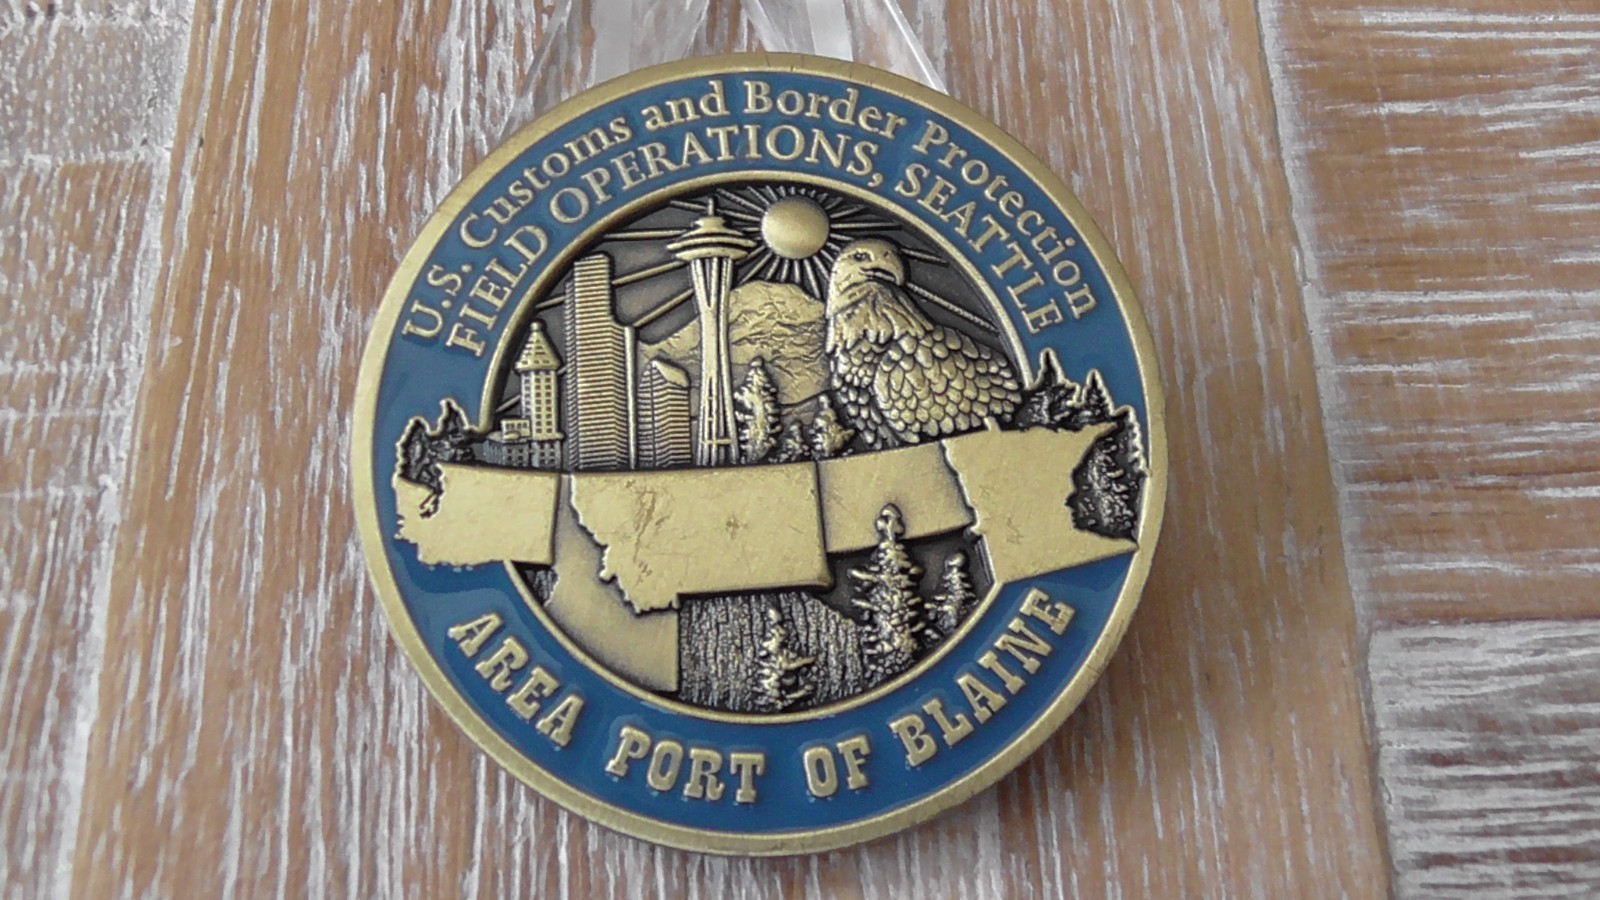 U.S. Customs and Border Protection
FIELD OPERATIONS, SEATTLE
AREA PORT OF BLAINE